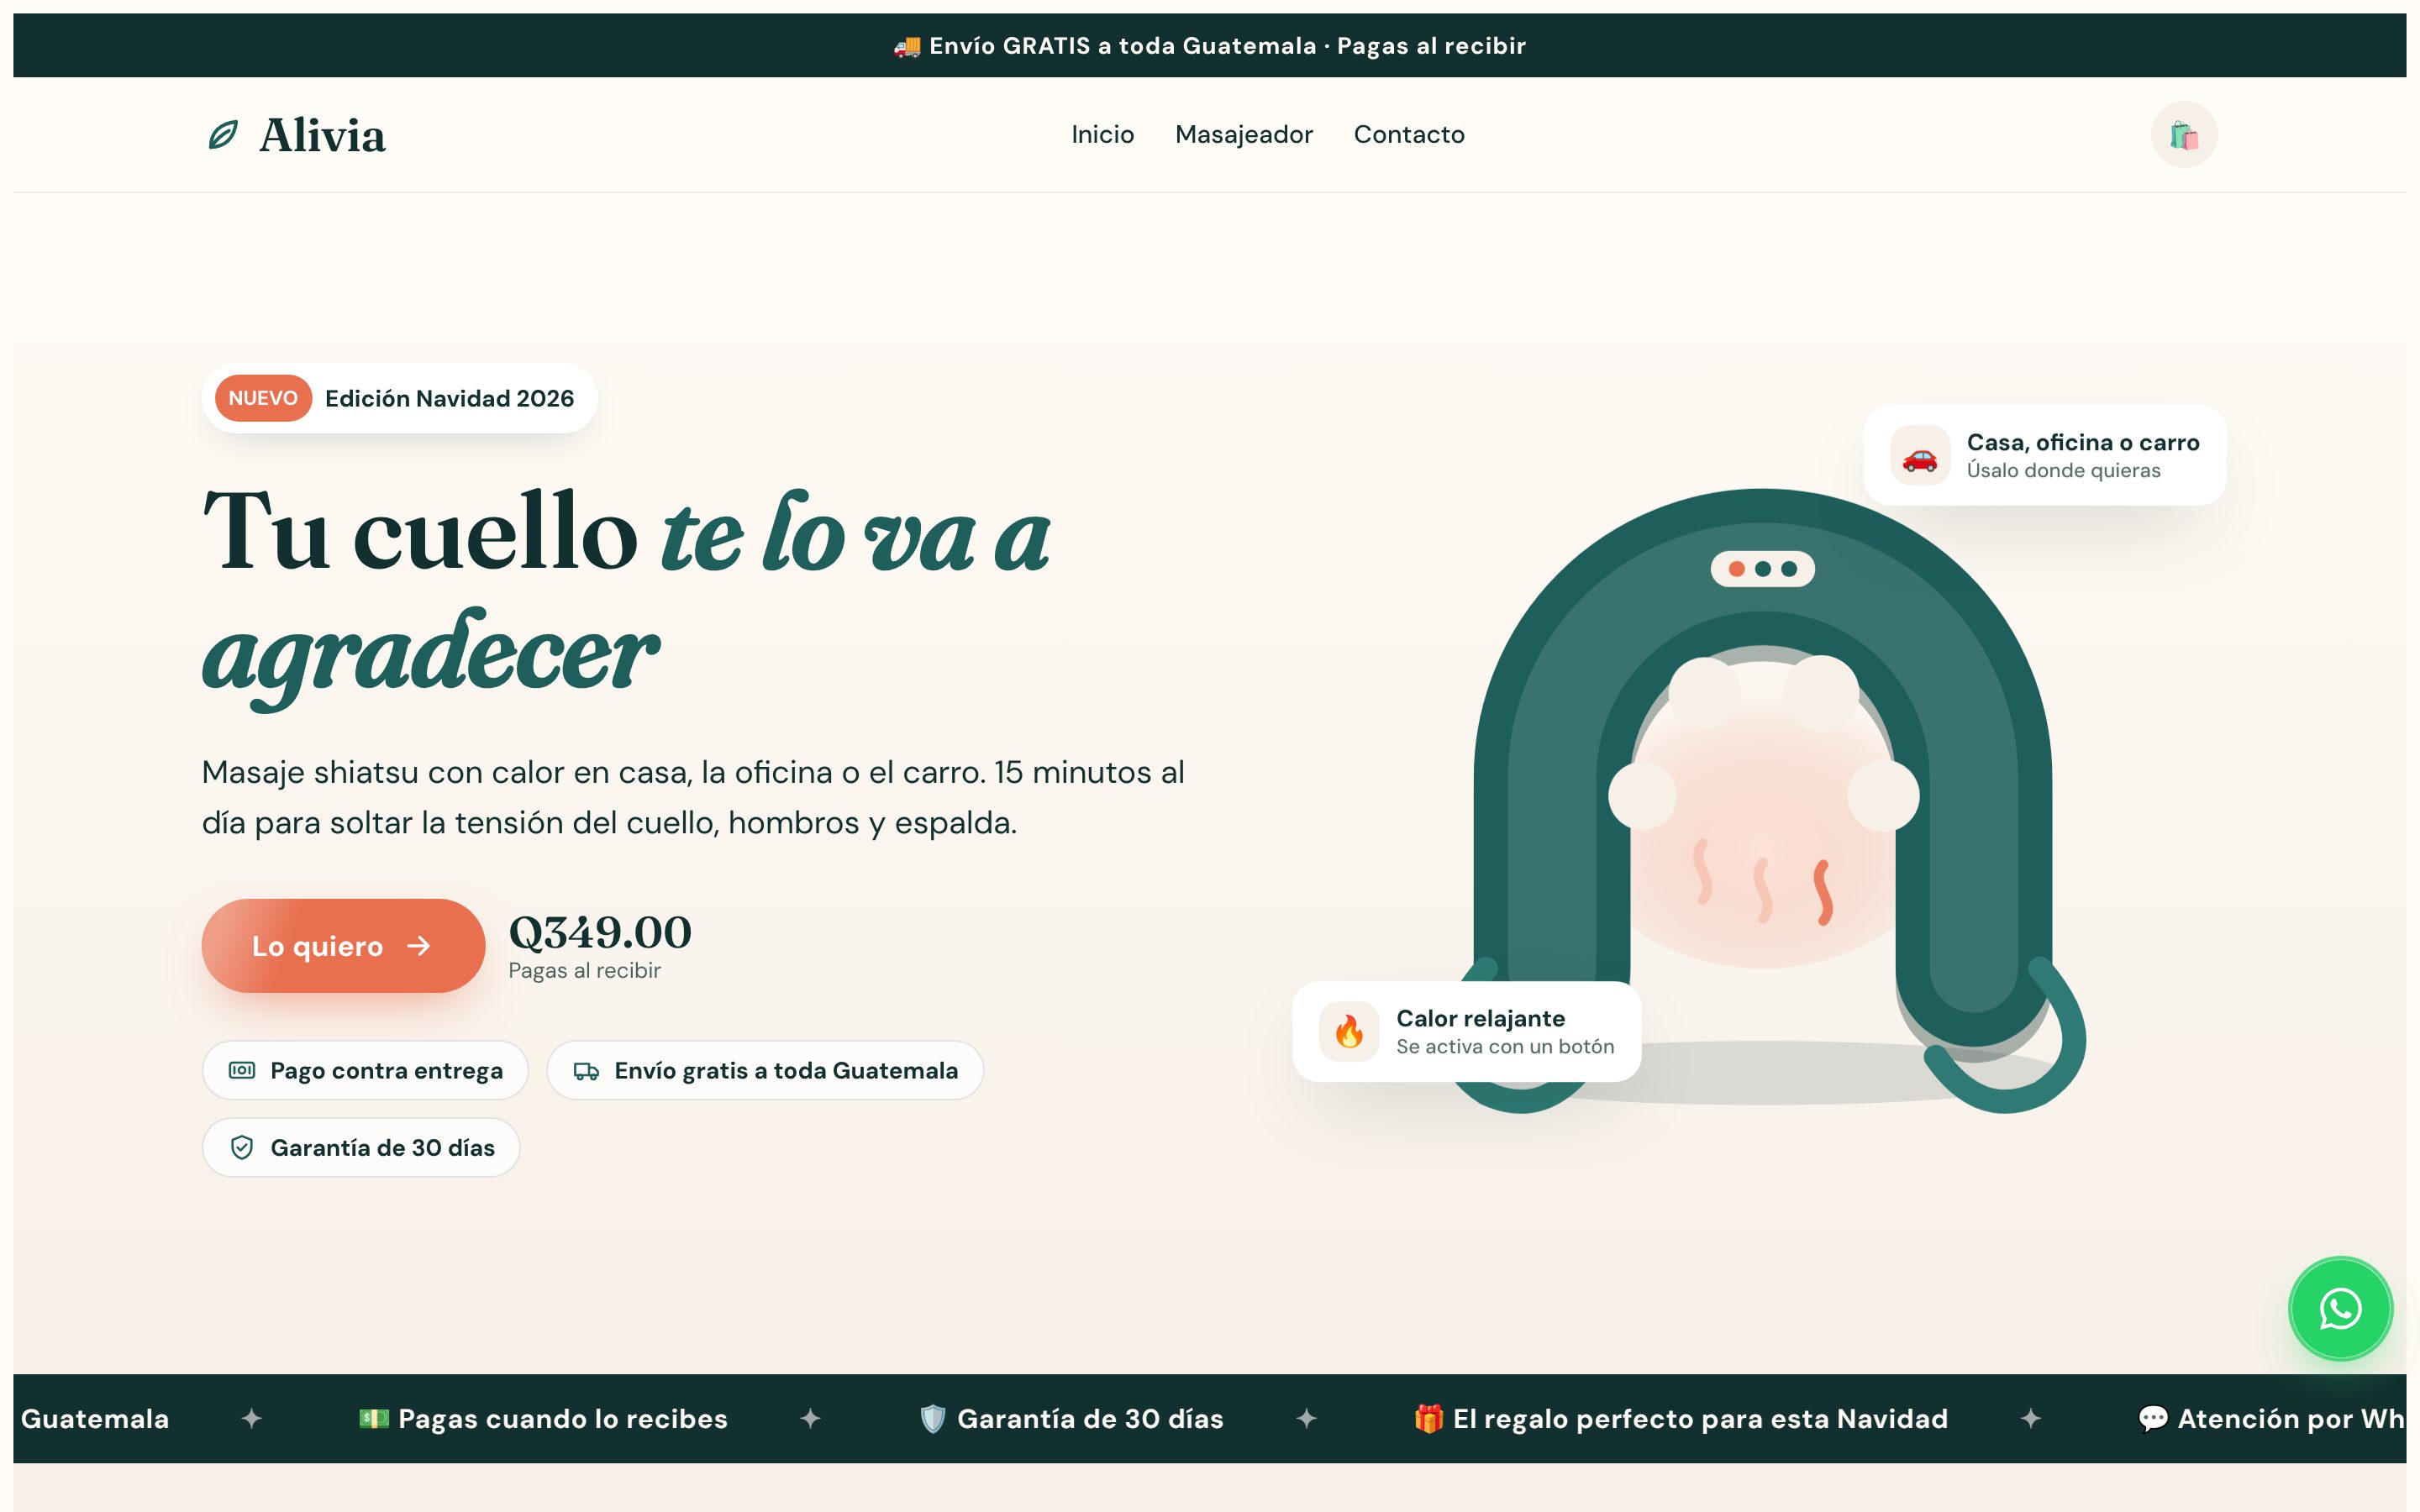 🚚 Envío GRATIS a toda Guatemala · Pagas al recibir
Alivia
Inicio Masajeador Contacto
NUEVO Edición Navidad 2026
Tu cuello te lo va a
agradecer
Masaje shiatsu con calor en casa, la oficina o el carro. 15 minutos al
día para soltar la tensión del cuello, hombros y espalda.
Lo quiero →
Q349.00
Pagas al recibir
Pago contra entrega
Envío gratis a toda Guatemala
Garantía de 30 días
Casa, oficina o carro
Úsalo donde quieras
Calor relajante
Se activa con un botón
Guatemala ✦ 💵 Pagas cuando lo recibes ✦ 🛡️ Garantía de 30 días ✦ 🎁 El regalo perfecto para esta Navidad ✦ 💬 Atención por Wh